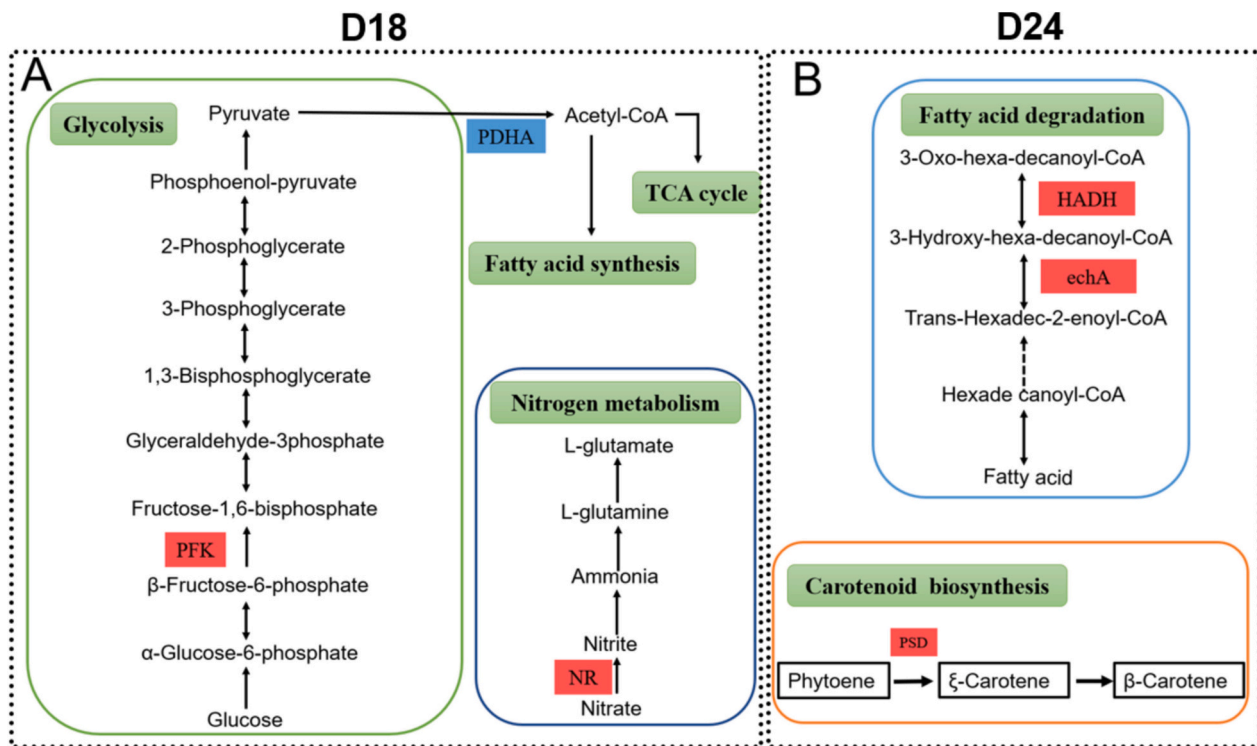 D18
D24
A
Glycolysis
Pyruvate
PDHA
Acetyl-CoA
Phosphoenol-pyruvate
TCA cycle
2-Phosphoglycerate
Fatty acid synthesis
3-Phosphoglycerate
1,3-Bisphosphoglycerate
Glyceraldehyde-3phosphate
Fructose-1,6-bisphosphate
PFK
β-Fructose-6-phosphate
α-Glucose-6-phosphate
Glucose
Nitrogen metabolism
L-glutamate
L-glutamine
Ammonia
Nitrite
NR
Nitrate
B
Fatty acid degradation
3-Oxo-hexa-decanoyl-CoA
HADH
3-Hydroxy-hexa-decanoyl-CoA
echA
Trans-Hexadec-2-enoyl-CoA
Hexade canoyl-CoA
Fatty acid
Carotenoid biosynthesis
PSD
Phytoene
ξ-Carotene
β-Carotene